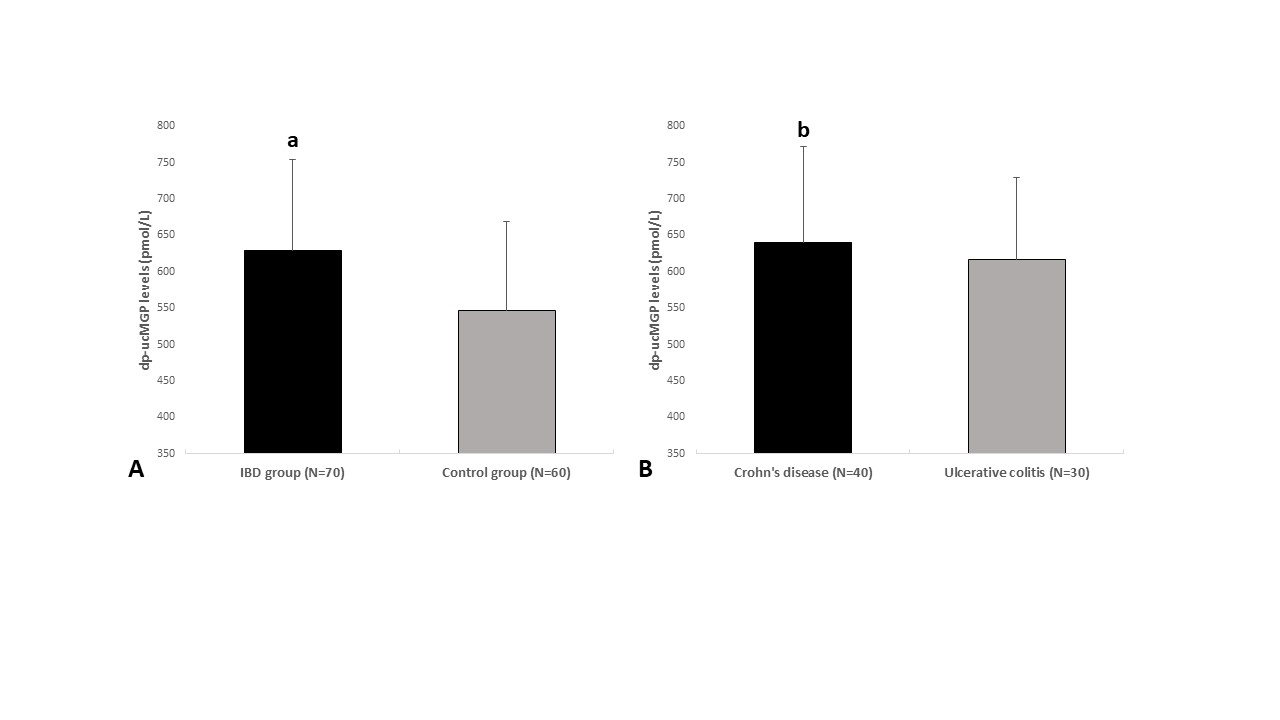 800
750
700
650
600
550
500
450
400
350
dp-ucMGP levels (pmol/L)
a
IBD group (N=70)
Control group (N=60)
A
800
750
700
650
600
550
500
450
400
350
dp-ucMGP levels (pmol/L)
b
Crohn's disease (N=40)
Ulcerative colitis (N=30)
B